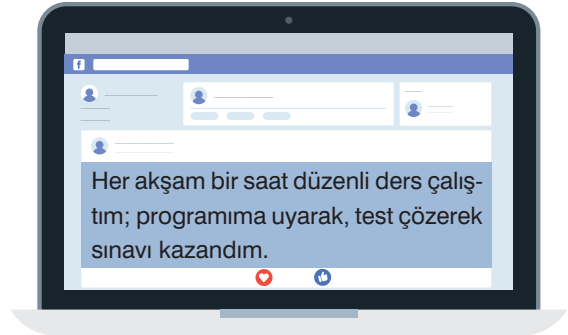 f
Her akşam bir saat düzenli ders çalış-
tım; programıma uyarak, test çözerek
sınavı kazandım.